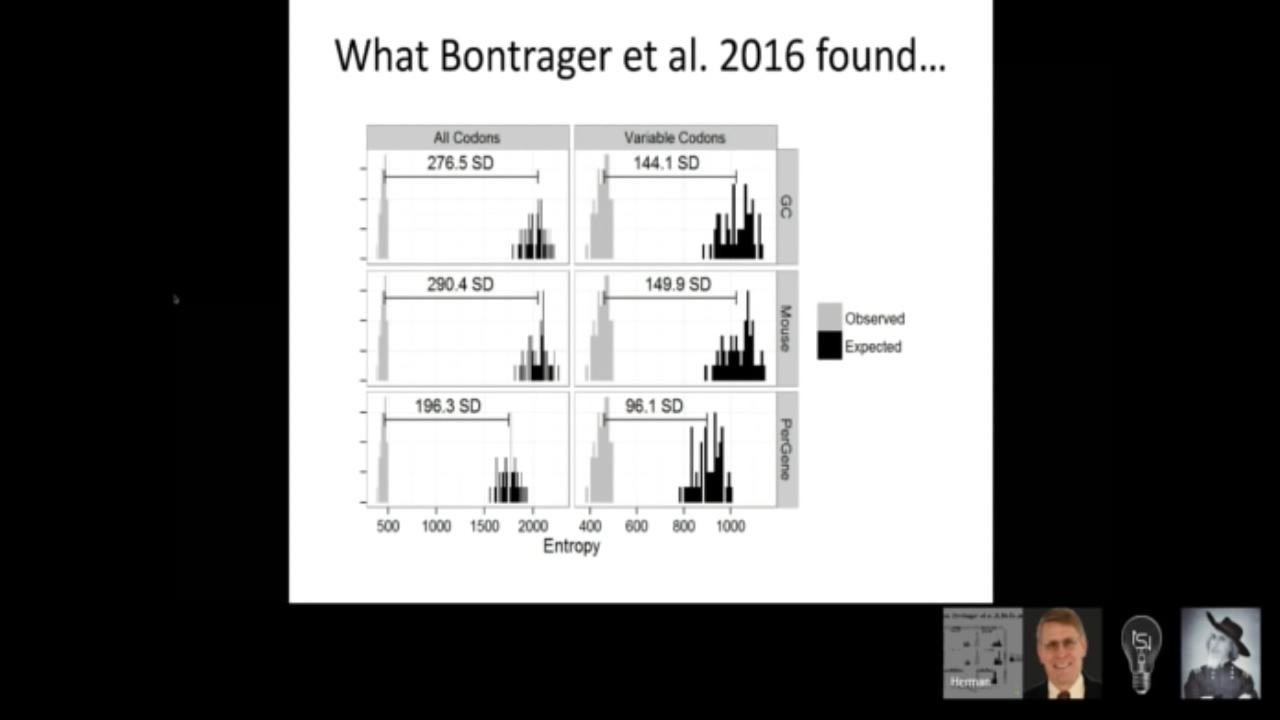 What Bontrager et al. 2016 found...
All Codons
Variable Codons
276.5 SD
144.1 SD
GC
290.4 SD
149.9 SD
Mouse
196.3 SD
96.1 SD
PerGene
Observed
Expected
500 1000 1500 2000
400 600 800 1000
Entropy
Herman